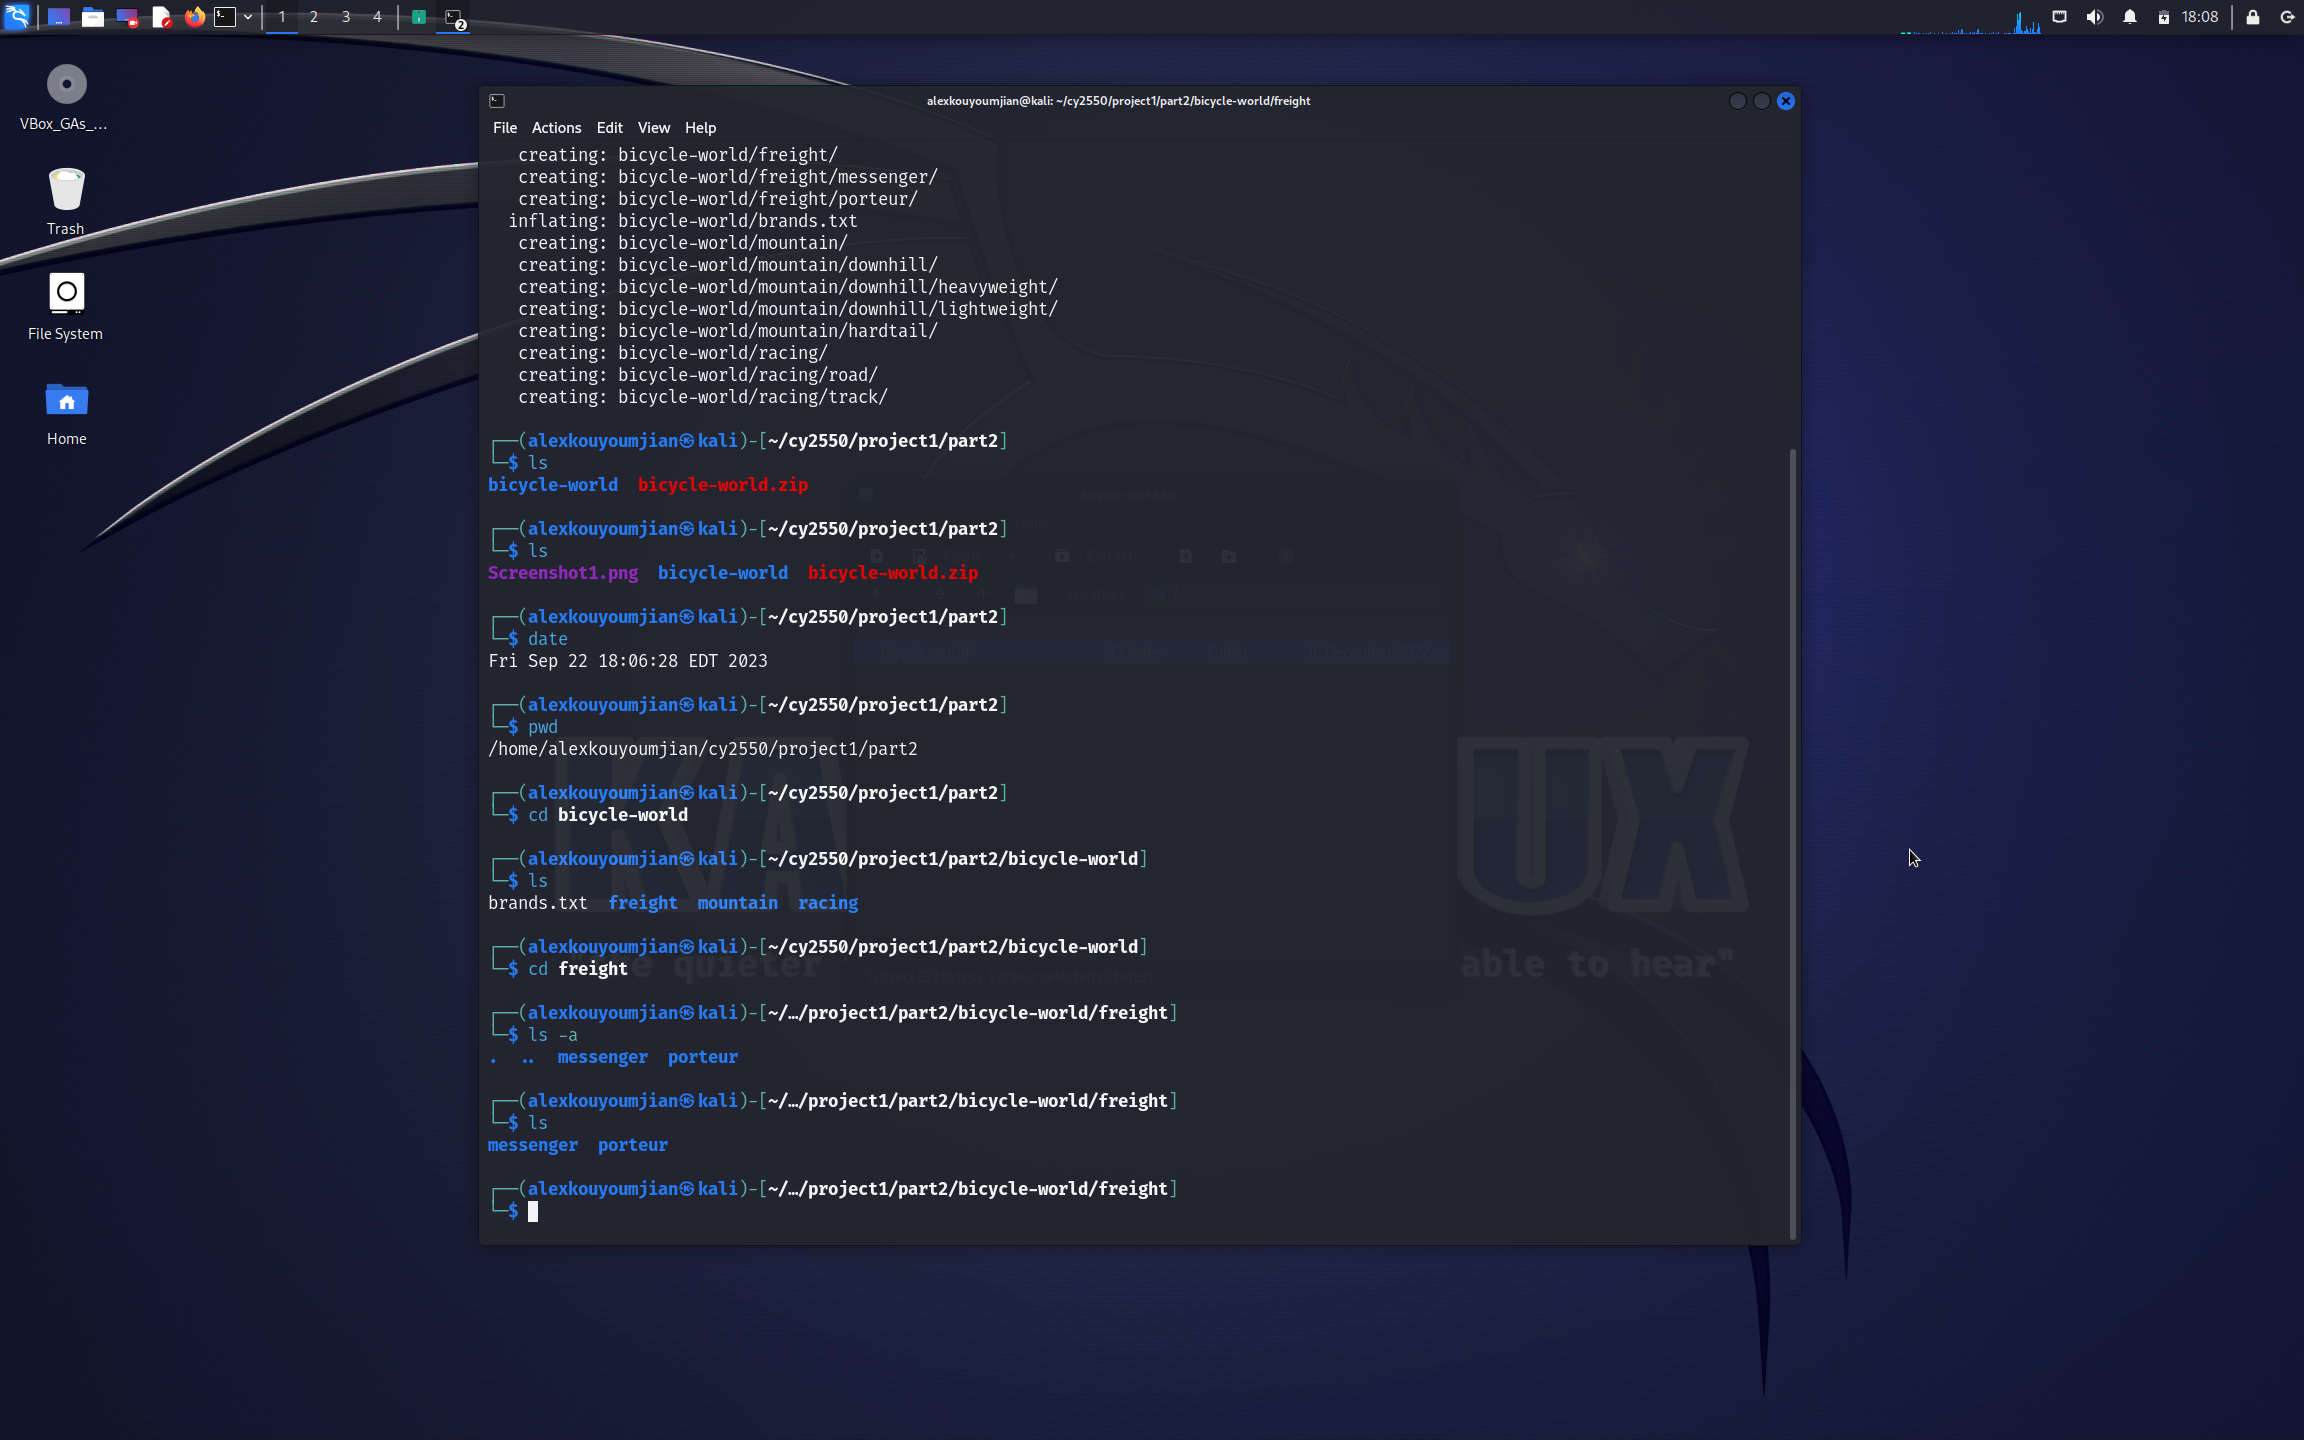 1 2 3 4 2 18:08
VBox_GAs_...
Trash
File System
Home
alexkouyoumjian@kali: ~/cy2550/project1/part2/bicycle-world/freight
File Actions Edit View Help
creating: bicycle-world/freight/
creating: bicycle-world/freight/messenger/
creating: bicycle-world/freight/porteur/
inflating: bicycle-world/brands.txt
creating: bicycle-world/mountain/
creating: bicycle-world/mountain/downhill/
creating: bicycle-world/mountain/downhill/heavyweight/
creating: bicycle-world/mountain/downhill/lightweight/
creating: bicycle-world/mountain/hardtail/
creating: bicycle-world/racing/
creating: bicycle-world/racing/road/
creating: bicycle-world/racing/track/
┌──(alexkouyoumjian㉿kali)-[~/cy2550/project1/part2]
└─$ ls
bicycle-world bicycle-world.zip
┌──(alexkouyoumjian㉿kali)-[~/cy2550/project1/part2]
└─$ ls
Screenshot1.png bicycle-world bicycle-world.zip
┌──(alexkouyoumjian㉿kali)-[~/cy2550/project1/part2]
└─$ date
Fri Sep 22 18:06:28 EDT 2023
┌──(alexkouyoumjian㉿kali)-[~/cy2550/project1/part2]
└─$ pwd
/home/alexkouyoumjian/cy2550/project1/part2
┌──(alexkouyoumjian㉿kali)-[~/cy2550/project1/part2]
└─$ cd bicycle-world
┌──(alexkouyoumjian㉿kali)-[~/cy2550/project1/part2/bicycle-world]
└─$ ls
brands.txt freight mountain racing
┌──(alexkouyoumjian㉿kali)-[~/cy2550/project1/part2/bicycle-world]
└─$ cd freight
┌──(alexkouyoumjian㉿kali)-[~/…/project1/part2/bicycle-world/freight]
└─$ ls -a
. .. messenger porteur
┌──(alexkouyoumjian㉿kali)-[~/…/project1/part2/bicycle-world/freight]
└─$ ls
messenger porteur
┌──(alexkouyoumjian㉿kali)-[~/…/project1/part2/bicycle-world/freight]
└─$
KA UX
quieter able to hear"